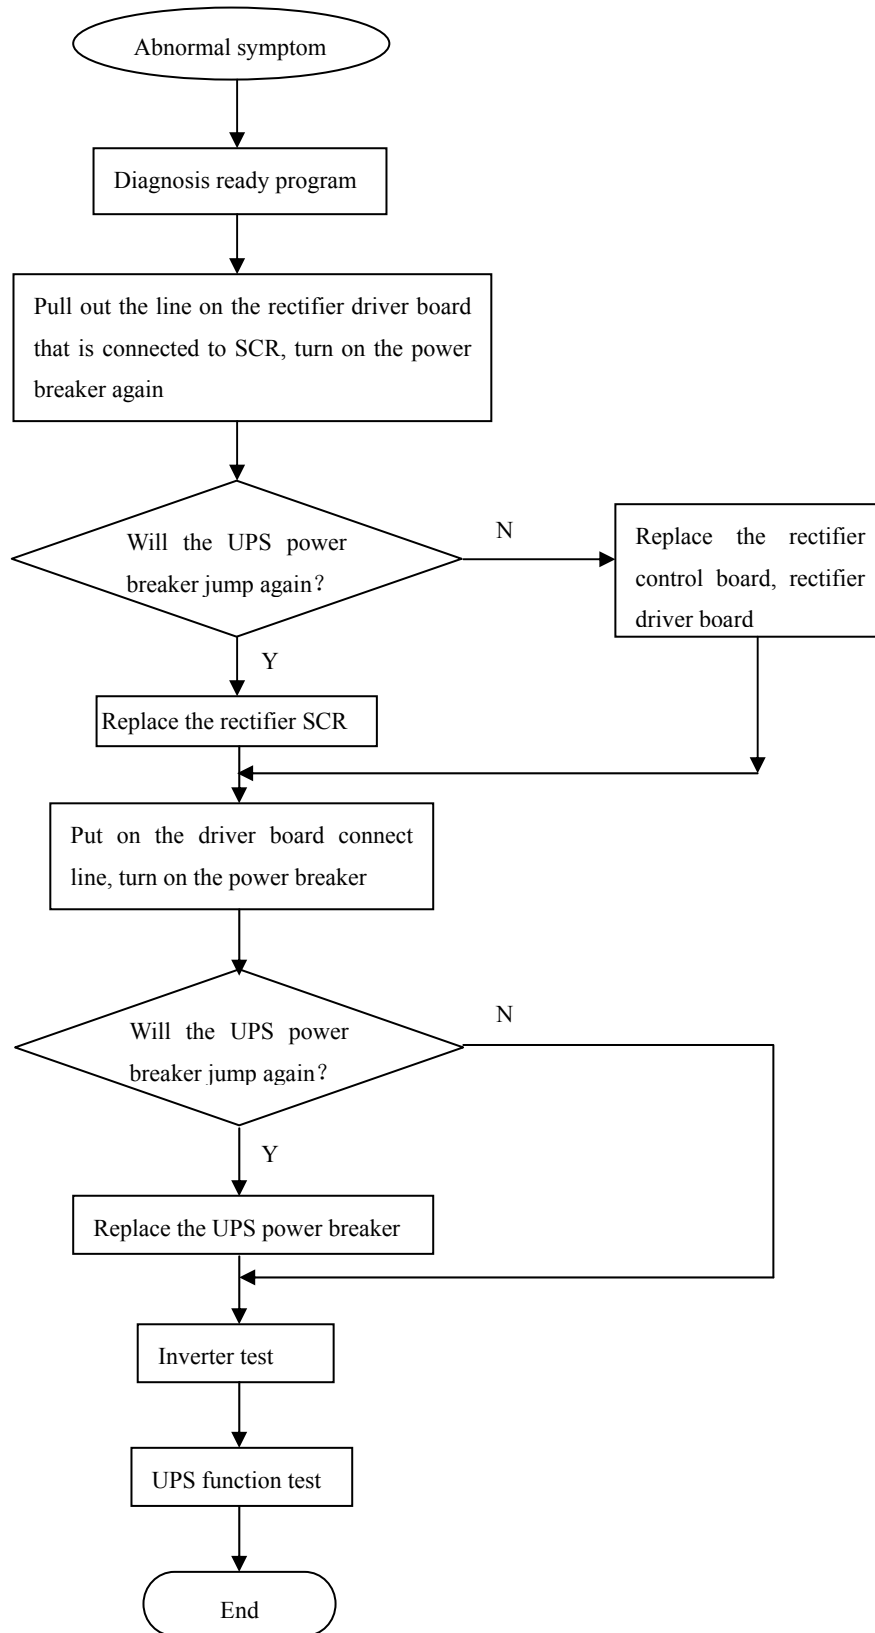 Abnormal symptom
Diagnosis ready program
Pull out the line on the rectifier driver board
that is connected to SCR, turn on the power
breaker again
Will the UPS power
breaker jump again？
N
Replace the rectifier
control board, rectifier
driver board
Y
Replace the rectifier SCR
Put on the driver board connect
line, turn on the power breaker
Will the UPS power
breaker jump again？
N
Y
Replace the UPS power breaker
Inverter test
UPS function test
End